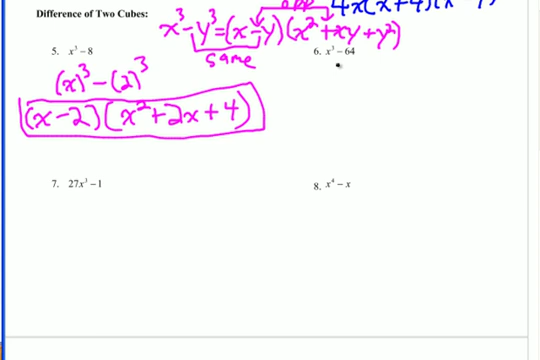 4x(x+4)(x
Difference of Two Cubes:
x³ - y³ = (x - y)(x² + xy + y²)
same
5. x³ – 8
6. x³ – 64
(x)³ - (2)³
(x - 2)(x² + 2x + 4)
7. 27x³ – 1
8. x⁴ – x